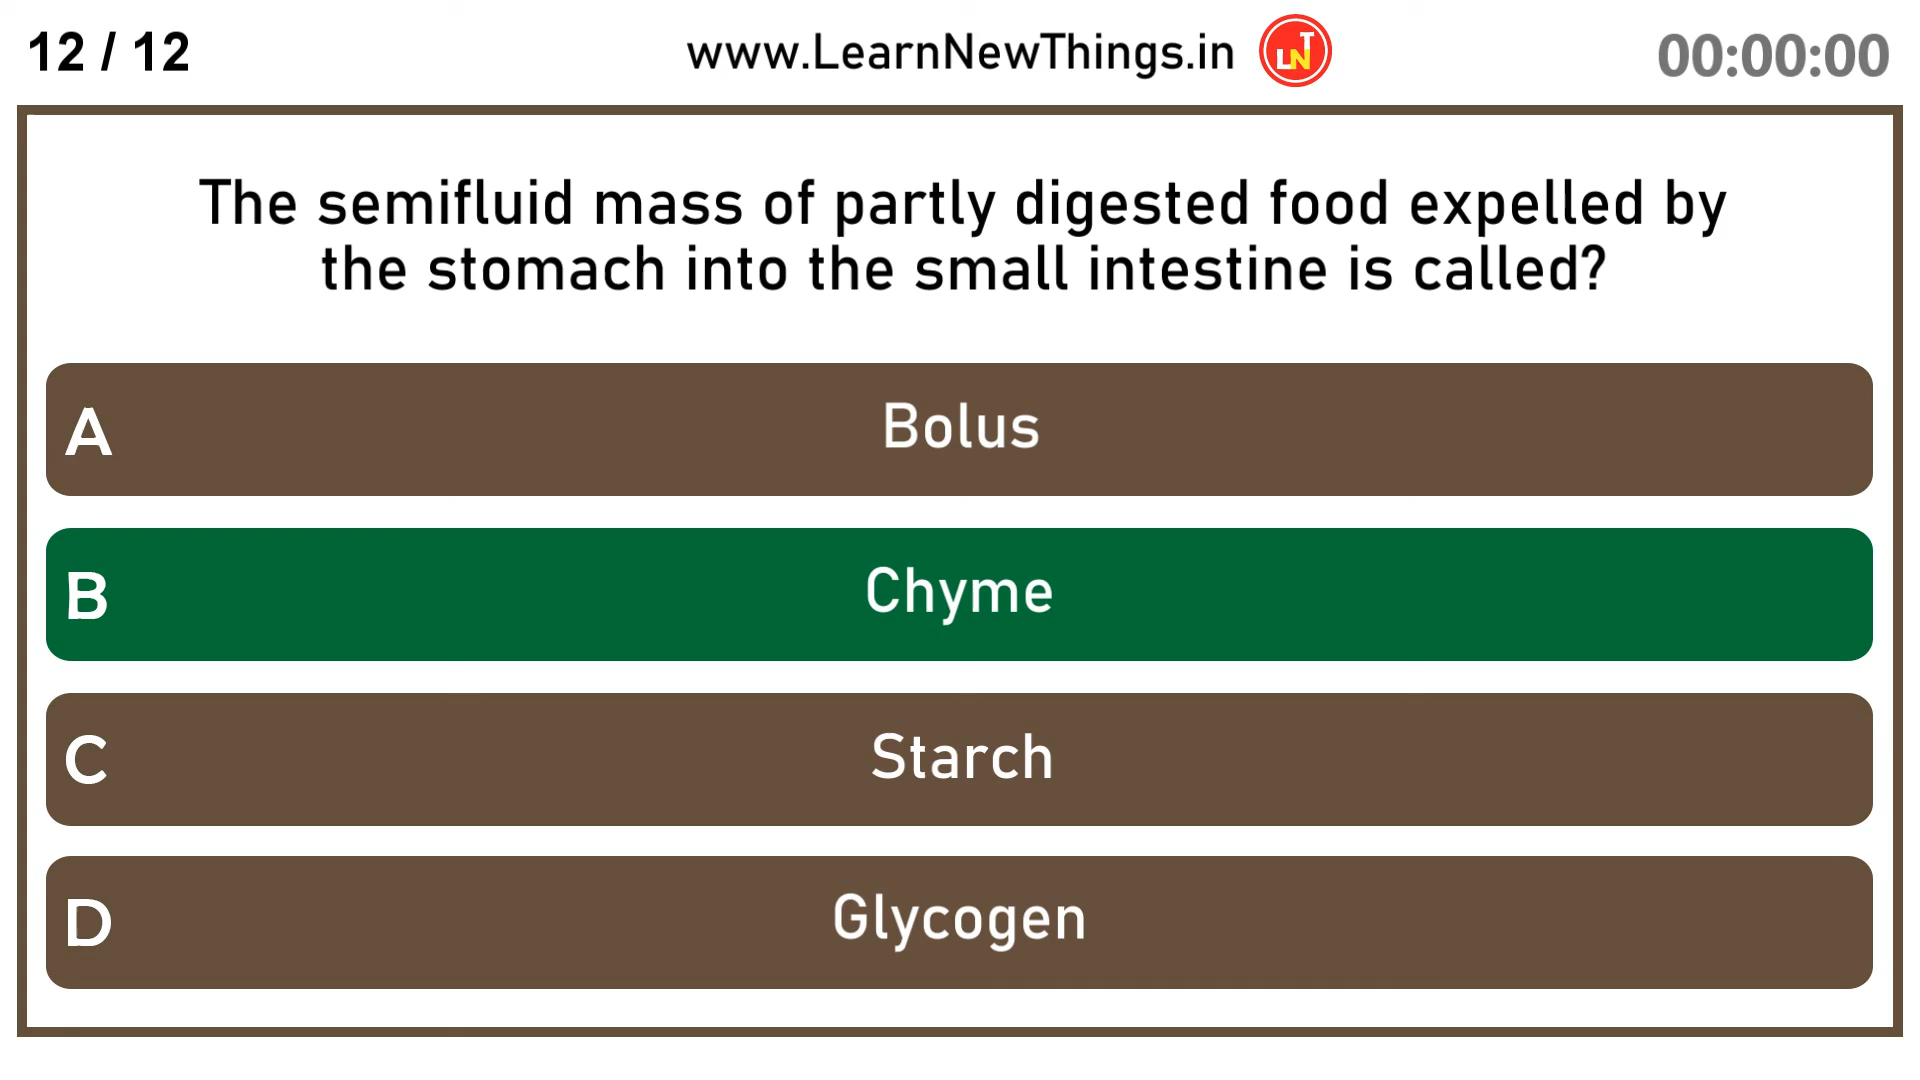 12 / 12
www.LearnNewThings.in
LNT
00:00:00
The semifluid mass of partly digested food expelled by
the stomach into the small intestine is called?
A Bolus
B Chyme
C Starch
D Glycogen